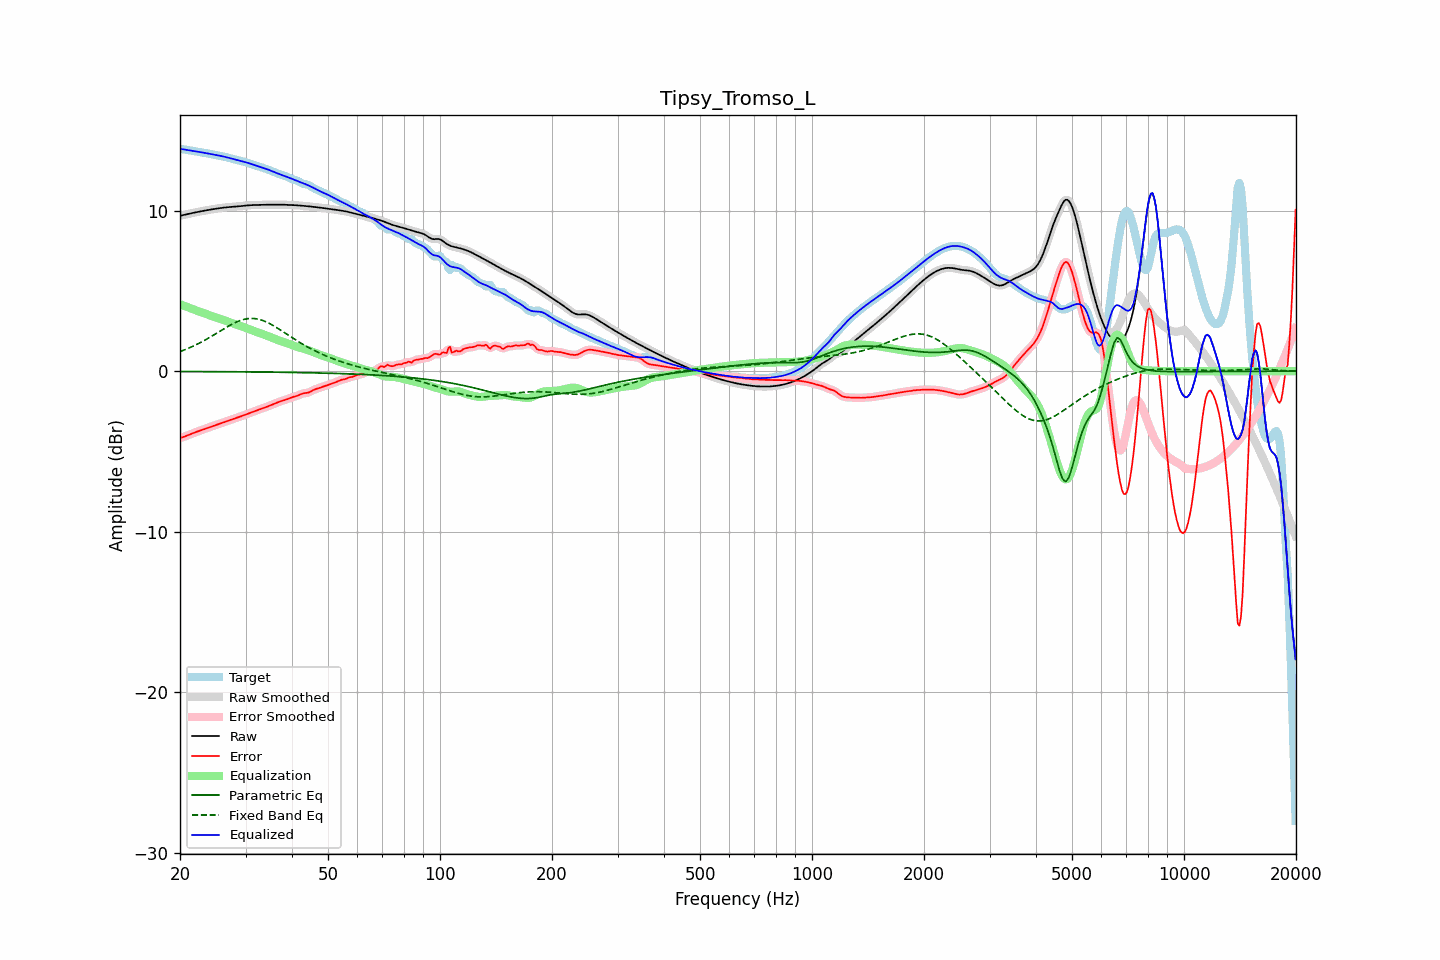 Tipsy_Tromso_L
Amplitude (dBr)
10
0
−10
−20
−30
Target
Raw Smoothed
Error Smoothed
Raw
Error
Equalization
Parametric Eq
Fixed Band Eq
Equalized
20 50 100 200 500 1000 2000 5000 10000 20000
Frequency (Hz)